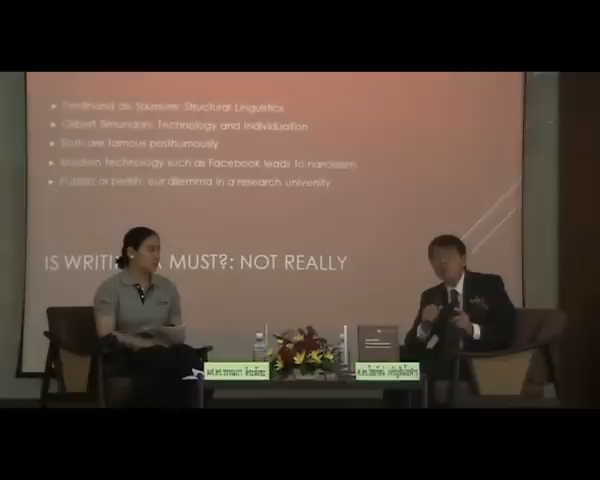 ▸ Ferdinand de Saussure: Structural Linguistics
▸ Gilbert Simondon: Technology and Individuation
▸ Both are famous posthumously
▸ Modern technology such as Facebook leads to narcissism
▸ Publish or perish: our dilemma in a research university
IS WRITING A MUST?: NOT REALLY